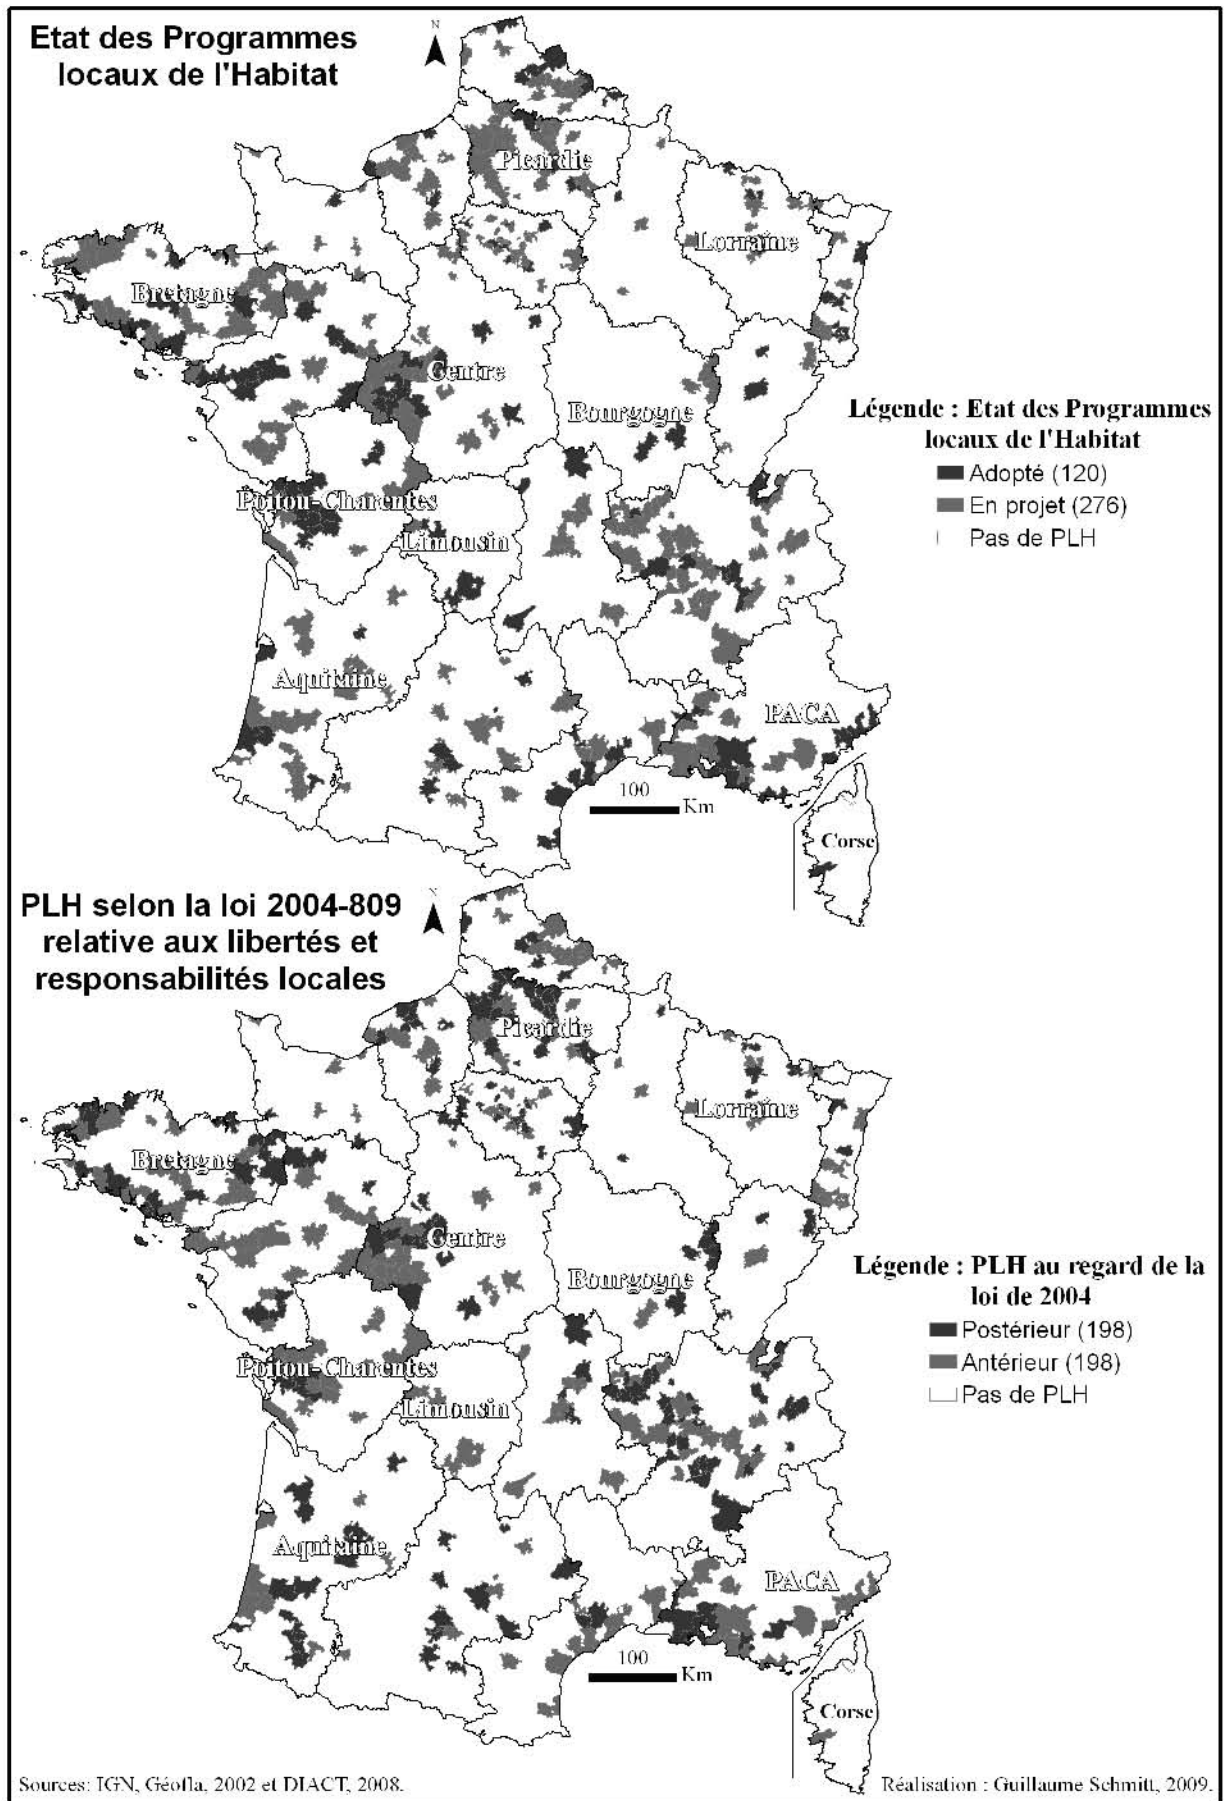 Etat des Programmes
locaux de l'Habitat
N
Picardie
Lorraine
Bretagne
Centre
Bourgogne
Poitou-Charentes
Limousin
Aquitaine
PACA
100
Km
Corse
Légende : Etat des Programmes
locaux de l'Habitat
Adopté (120)
En projet (276)
Pas de PLH
PLH selon la loi 2004-809
relative aux libertés et
responsabilités locales
N
Picardie
Lorraine
Bretagne
Centre
Bourgogne
Poitou-Charentes
Limousin
Aquitaine
PACA
100
Km
Corse
Légende : PLH au regard de la
loi de 2004
Postérieur (198)
Antérieur (198)
Pas de PLH
Sources: IGN, Géofla, 2002 et DIACT, 2008.
Réalisation : Guillaume Schmitt, 2009.